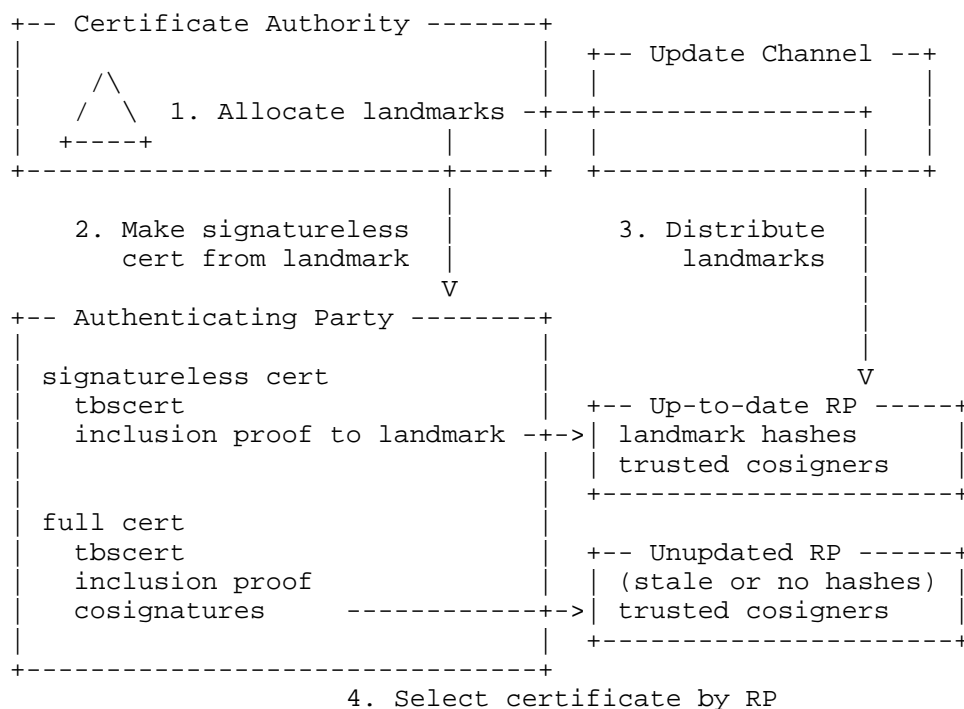 Certificate Authority
Update Channel
1. Allocate landmarks
2. Make signatureless
cert from landmark
3. Distribute
landmarks
Authenticating Party
signatureless cert
tbscert
inclusion proof to landmark
Up-to-date RP
landmark hashes
trusted cosigners
full cert
tbscert
inclusion proof
cosignatures
Unupdated RP
(stale or no hashes)
trusted cosigners
4. Select certificate by RP